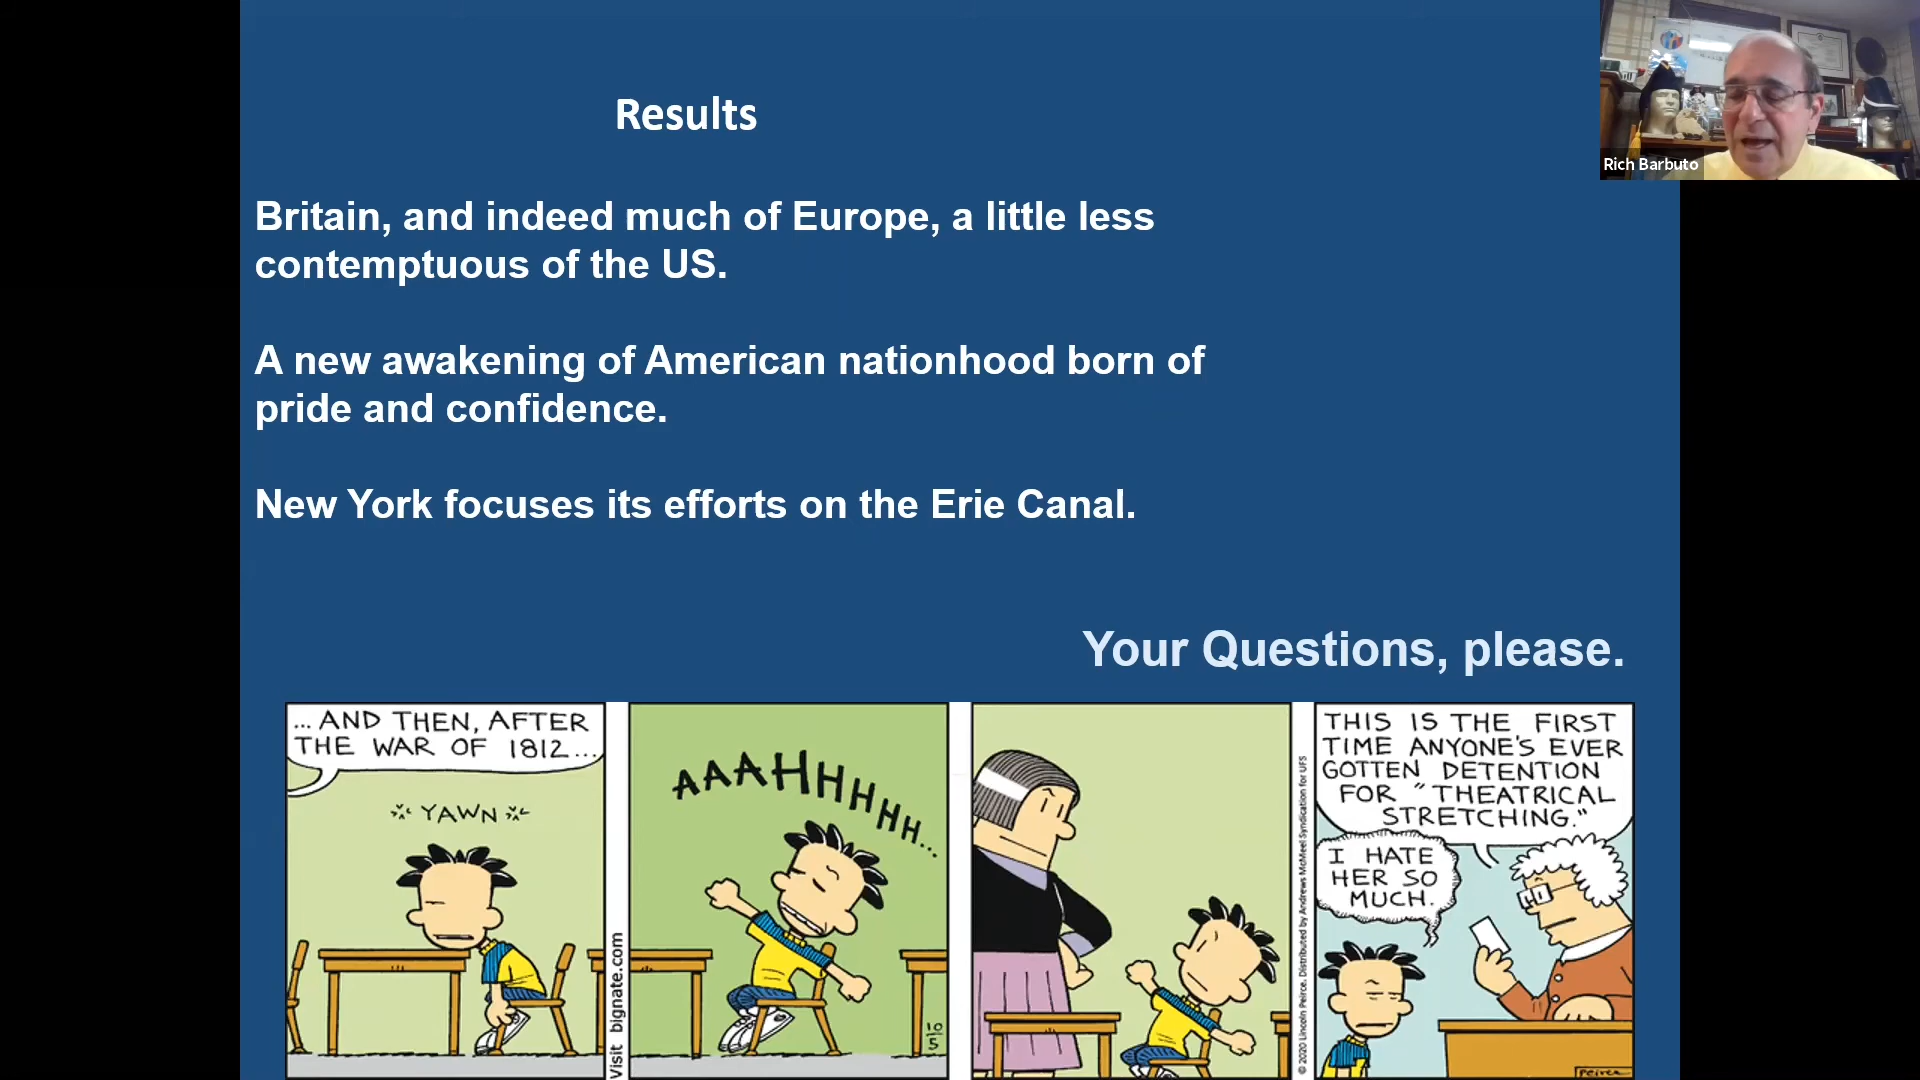 Results
Rich Barbuto
Britain, and indeed much of Europe, a little less
contemptuous of the US.
A new awakening of American nationhood born of
pride and confidence.
New York focuses its efforts on the Erie Canal.
Your Questions, please.
... AND THEN, AFTER
THE WAR OF 1812...
YAWN
Visit bignate.com
AAAHHHHH...
10
5
© 2020 Lincoln Peirce. Distributed by Andrews McMeel Syndication for UFS
THIS IS THE FIRST
TIME ANYONE'S EVER
GOTTEN DETENTION
FOR "THEATRICAL
STRETCHING."
I HATE
HER SO
MUCH.
Peirce